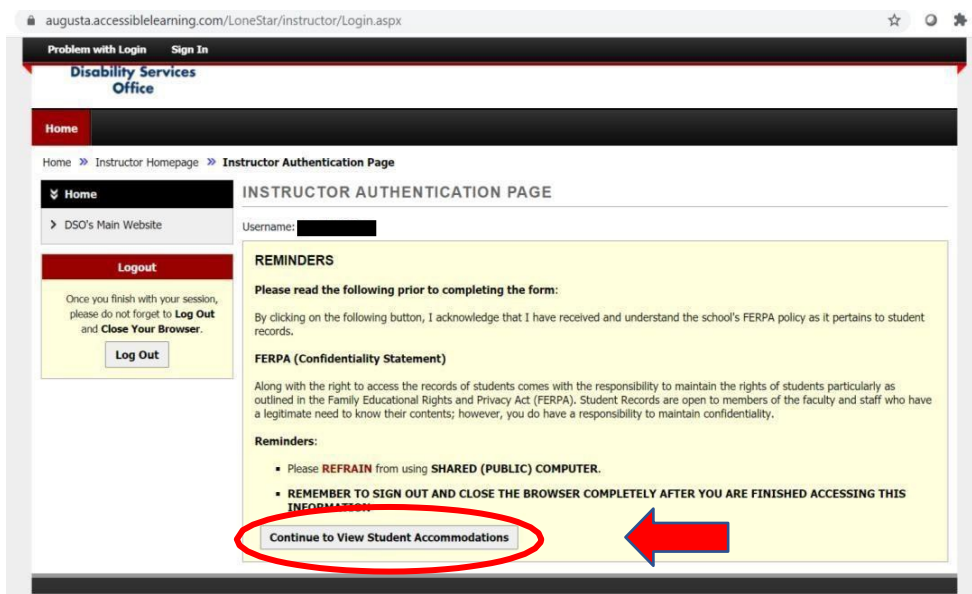 augusta.accessiblelearning.com/LoneStar/instructor/Login.aspx
Problem with Login Sign In
Disability Services
Office
Home
Home » Instructor Homepage » Instructor Authentication Page
Home
DSO's Main Website
Logout
Once you finish with your session,
please do not forget to Log Out
and Close Your Browser.
Log Out
INSTRUCTOR AUTHENTICATION PAGE
Username:
REMINDERS
Please read the following prior to completing the form:
By clicking on the following button, I acknowledge that I have received and understand the school's FERPA policy as it pertains to student
records.
FERPA (Confidentiality Statement)
Along with the right to access the records of students comes with the responsibility to maintain the rights of students particularly as
outlined in the Family Educational Rights and Privacy Act (FERPA). Student Records are open to members of the faculty and staff who have
a legitimate need to know their contents; however, you do have a responsibility to maintain confidentiality.
Reminders:
▪ Please REFRAIN from using SHARED (PUBLIC) COMPUTER.
▪ REMEMBER TO SIGN OUT AND CLOSE THE BROWSER COMPLETELY AFTER YOU ARE FINISHED ACCESSING THIS
INFORMATION
Continue to View Student Accommodations